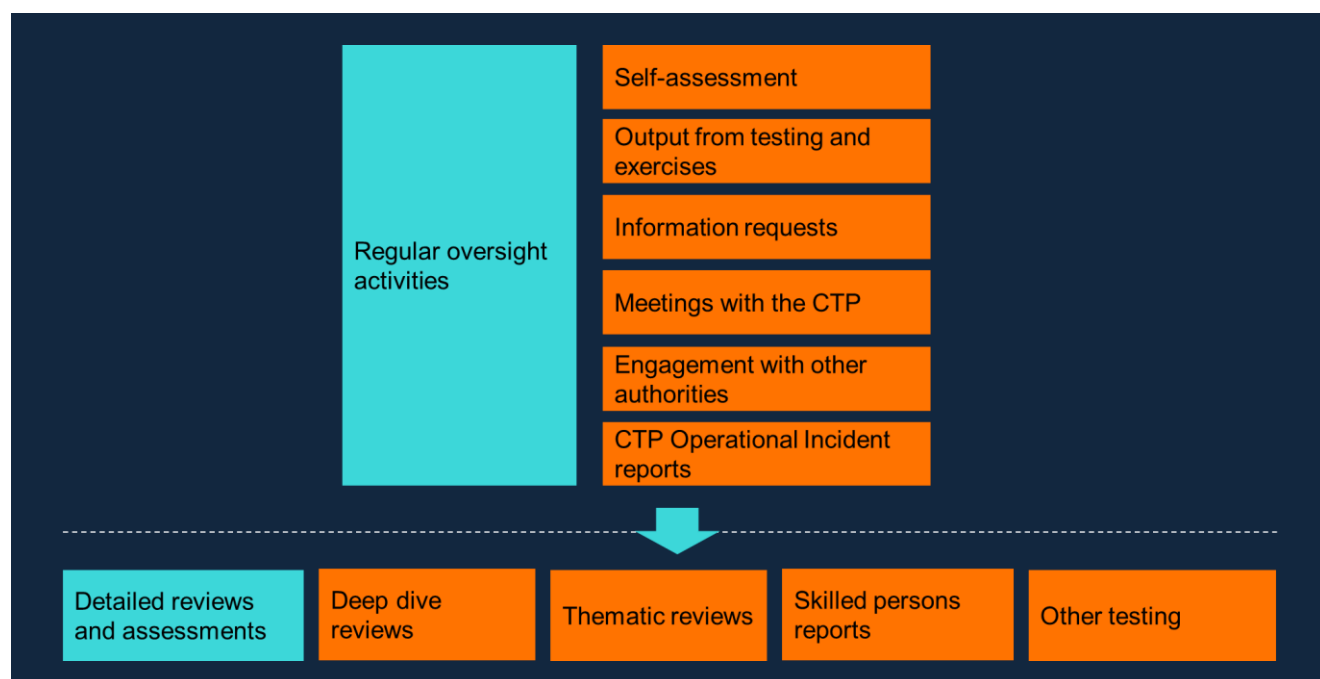 Regular oversight
activities
Self-assessment
Output from testing and
exercises
Information requests
Meetings with the CTP
Engagement with other
authorities
CTP Operational Incident
reports
Detailed reviews
and assessments
Deep dive
reviews
Thematic reviews
Skilled persons
reports
Other testing